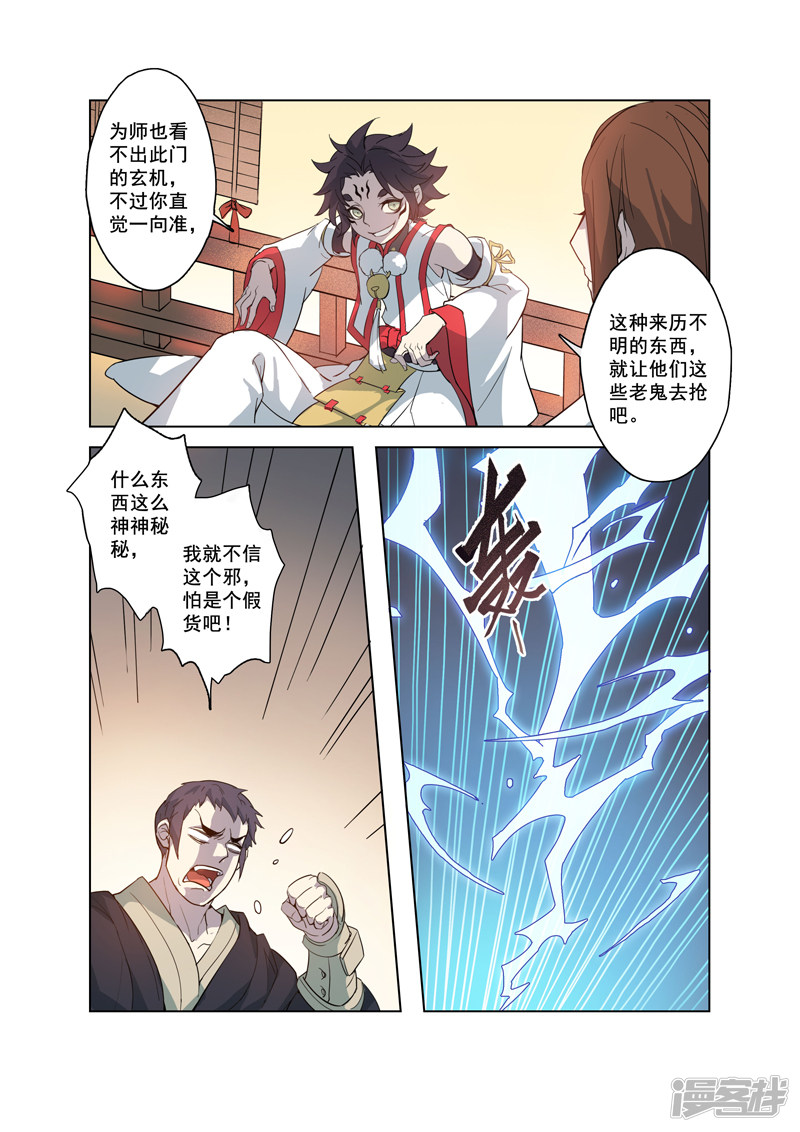 为师也看
不出此门
的玄机，
不过你直
觉一向准，
这种来历不
明的东西，
就让他们这
些老鬼去抢
吧。
什么东
西这么
神神秘
秘，
我就不信
这个邪，
怕是个假
货吧！
漫客栈